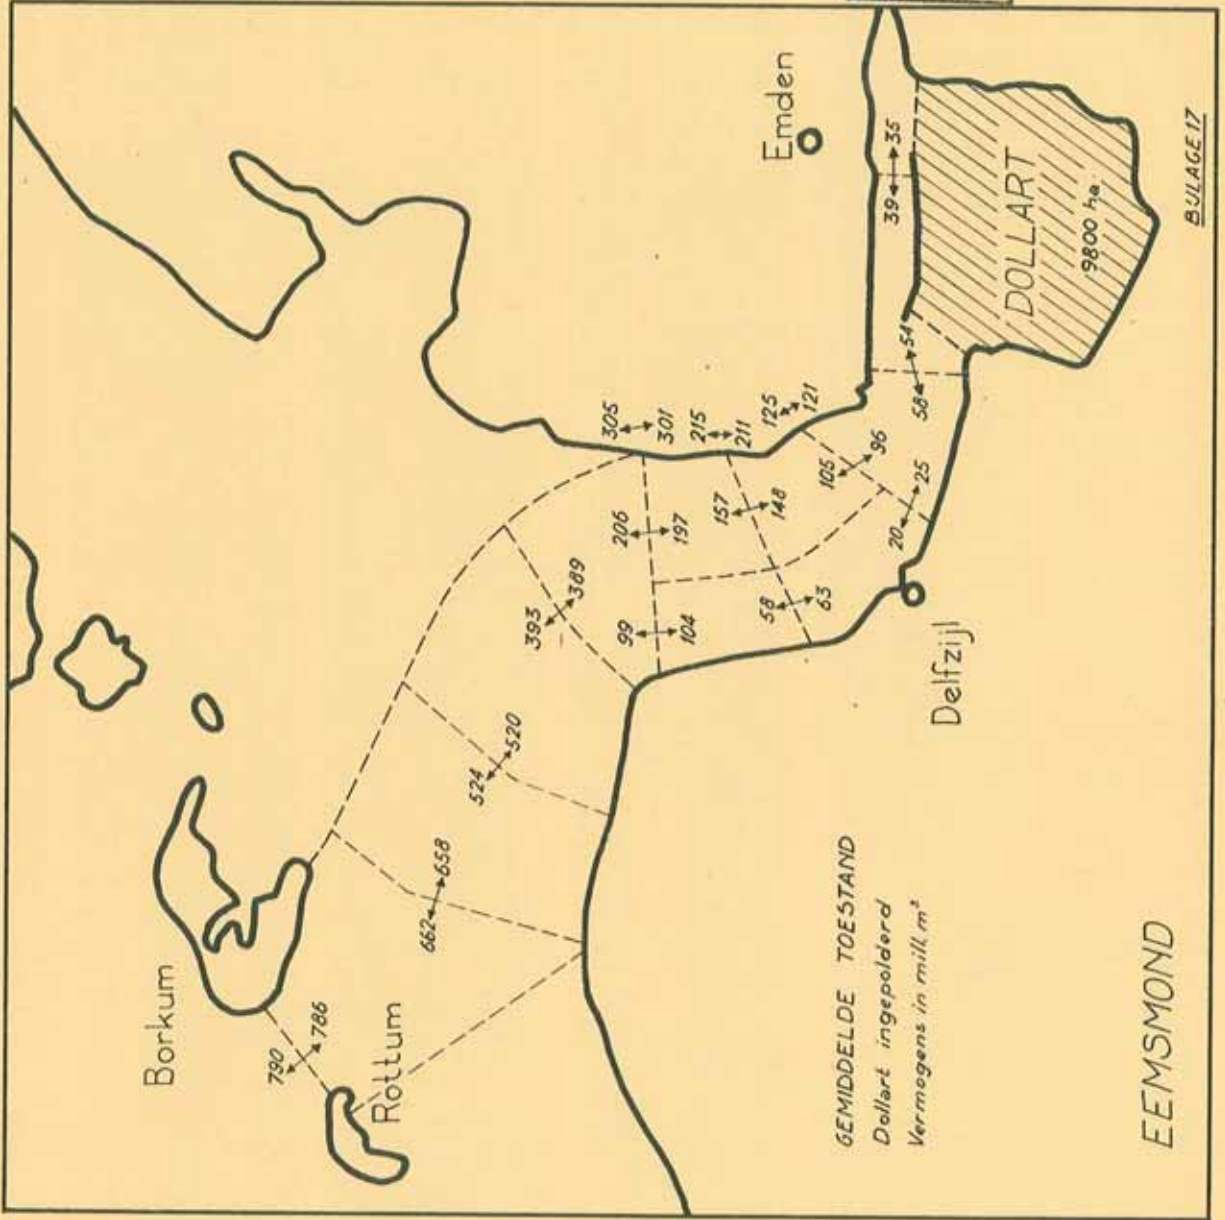 Borkum
790
786
Rottum
662
658
524
520
393
389
99
104
206
197
305
301
215
211
157
148
58
63
125
121
105
96
20
25
58
54
39
35
Emden
Delfzijl
DOLLART
9800 ha.
GEMIDDELDE TOESTAND
Dollart ingepolderd
Vermogens in mill. m³
EEMSMOND
BIJLAGE 17